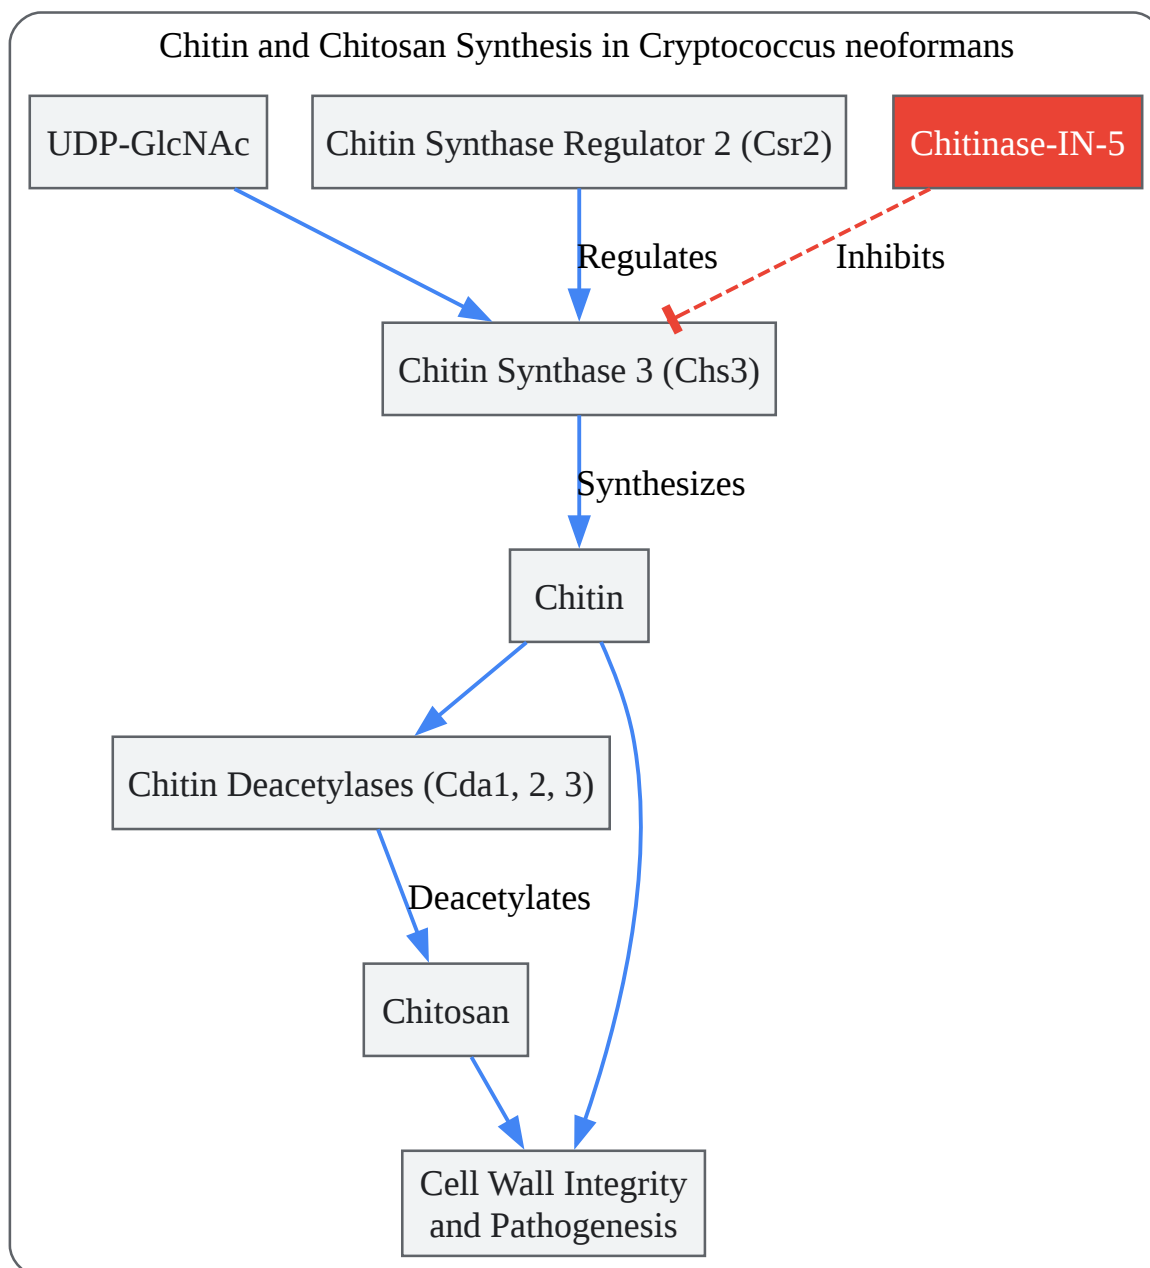 Chitin and Chitosan Synthesis in Cryptococcus neoformans
UDP-GlcNAc
Chitin Synthase Regulator 2 (Csr2)
Chitinase-IN-5
Regulates
Inhibits
Chitin Synthase 3 (Chs3)
Synthesizes
Chitin
Chitin Deacetylases (Cda1, 2, 3)
Deacetylates
Chitosan
Cell Wall Integrity
and Pathogenesis